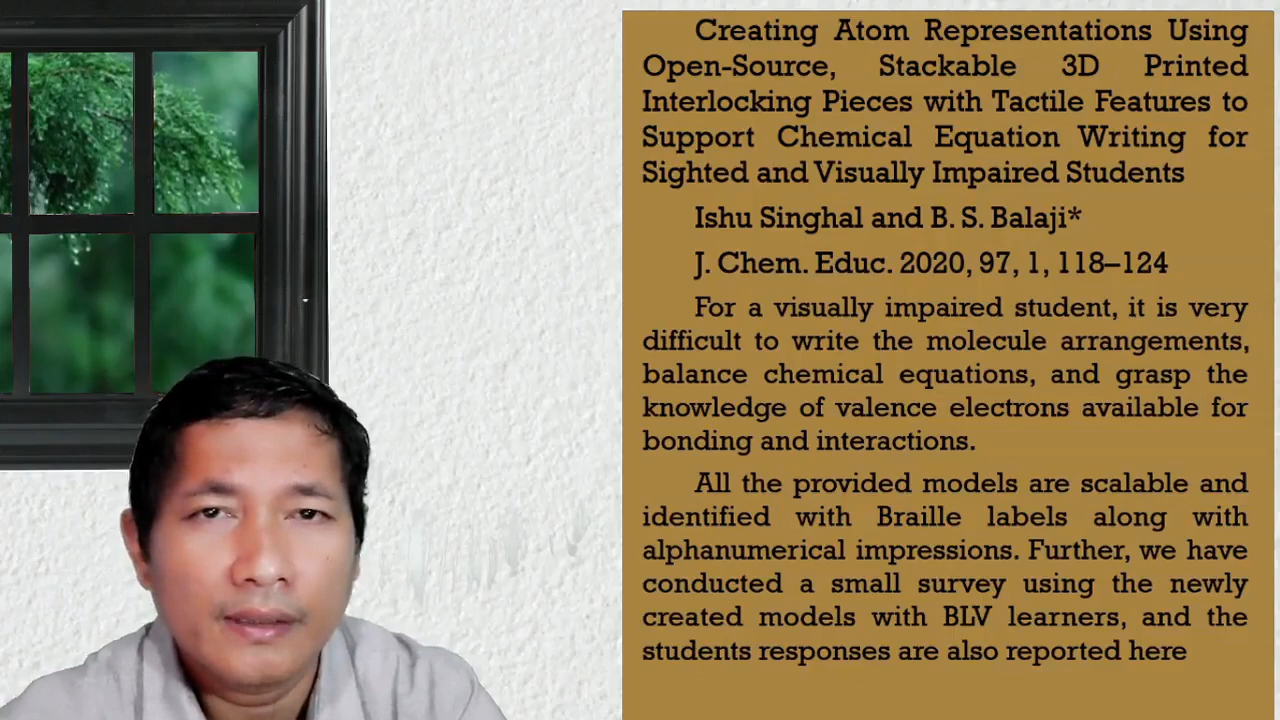 Creating Atom Representations Using
Open-Source, Stackable 3D Printed
Interlocking Pieces with Tactile Features to
Support Chemical Equation Writing for
Sighted and Visually Impaired Students
Ishu Singhal and B. S. Balaji*
J. Chem. Educ. 2020, 97, 1, 118–124
For a visually impaired student, it is very
difficult to write the molecule arrangements,
balance chemical equations, and grasp the
knowledge of valence electrons available for
bonding and interactions.
All the provided models are scalable and
identified with Braille labels along with
alphanumerical impressions. Further, we have
conducted a small survey using the newly
created models with BLV learners, and the
students responses are also reported here